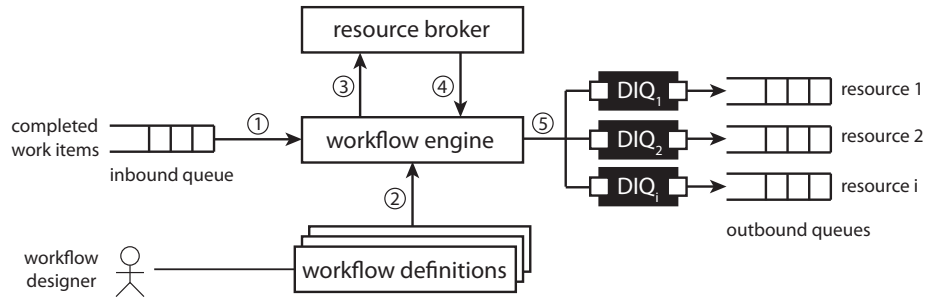 resource broker
③
④
completed
work items
①
workflow engine
⑤
DIQ1
resource 1
DIQ2
resource 2
DIQi
resource i
inbound queue
②
outbound queues
workflow
designer
workflow definitions